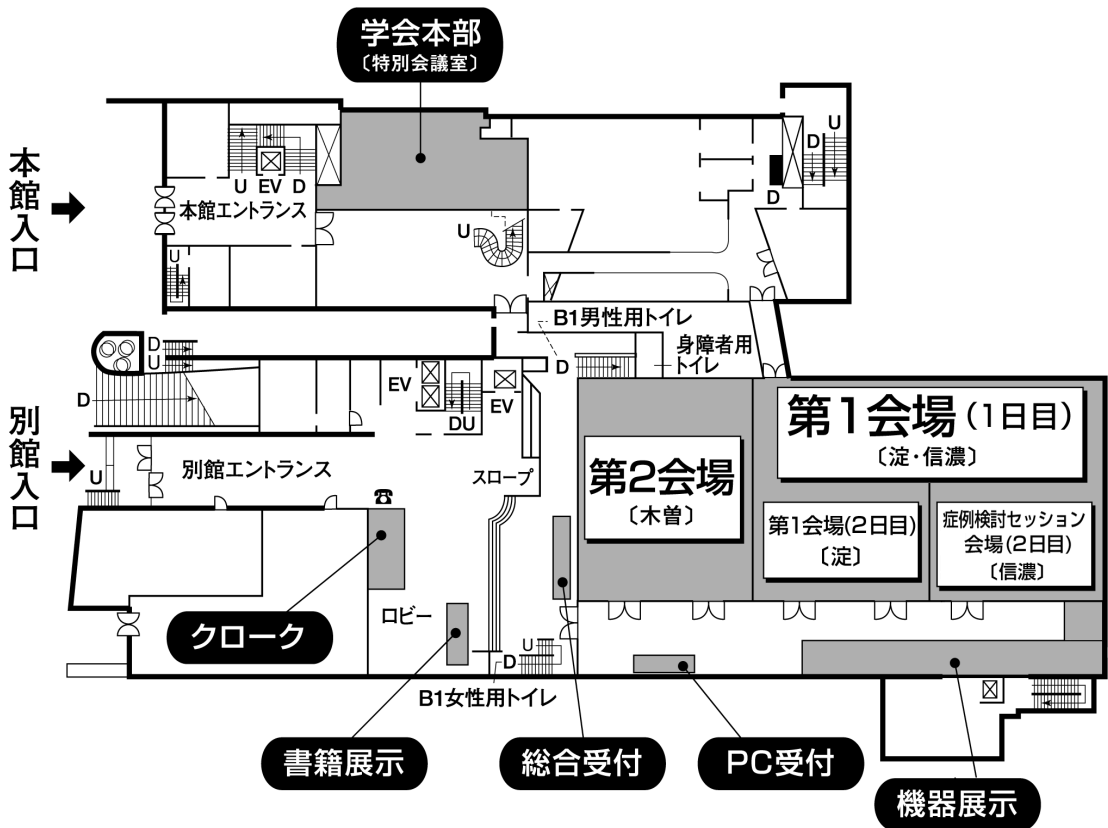 学会本部
〔特別会議室〕
本館入口
U EV D
本館エントランス
U
U
D
U
D
B1男性用トイレ
身障者用
トイレ
D
D
U
D
EV
DU
EV
別館入口
U
別館エントランス
スロープ
第1会場(1日目)
〔淀・信濃〕
第2会場
〔木曽〕
第1会場(2日目)
〔淀〕
症例検討セッション
会場(2日目)
〔信濃〕
クローク
ロビー
U
D
B1女性用トイレ
書籍展示
総合受付
PC受付
機器展示